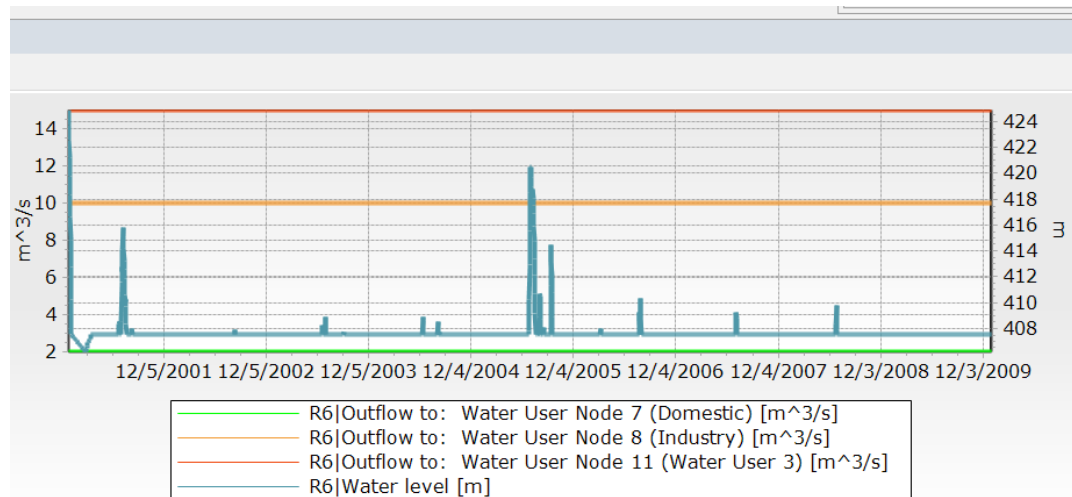 14
12
10
8
6
4
2
m^3/s
424
422
420
418
416
414
412
410
408
m
12/5/2001 12/5/2002 12/5/2003 12/4/2004 12/4/2005 12/4/2006 12/4/2007 12/3/2008 12/3/2009
R6|Outflow to: Water User Node 7 (Domestic) [m^3/s]
R6|Outflow to: Water User Node 8 (Industry) [m^3/s]
R6|Outflow to: Water User Node 11 (Water User 3) [m^3/s]
R6|Water level [m]